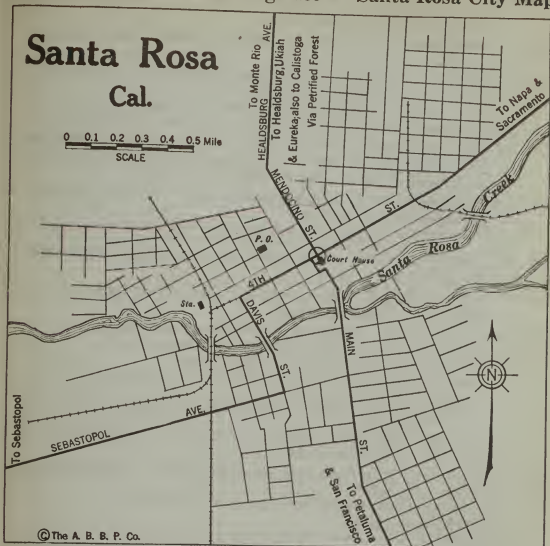 Santa Rosa City Map
Santa Rosa
Cal.
0 0.1 0.2 0.3 0.4 0.5 Mile
SCALE
To Monte Rio
HEALDSBURG AVE.
To Healdsburg, Ukiah
& Eureka; also to Calistoga
Via Petrified Forest
To Napa &
Sacramento
MENDOCINO ST.
P. O.
Court House
4TH ST.
Santa Rosa Creek
Sta.
DAVIS ST.
MAIN ST.
N
To Sebastopol
SEBASTOPOL AVE.
To Petaluma
& San Francisco
© The A. B. B. P. Co.